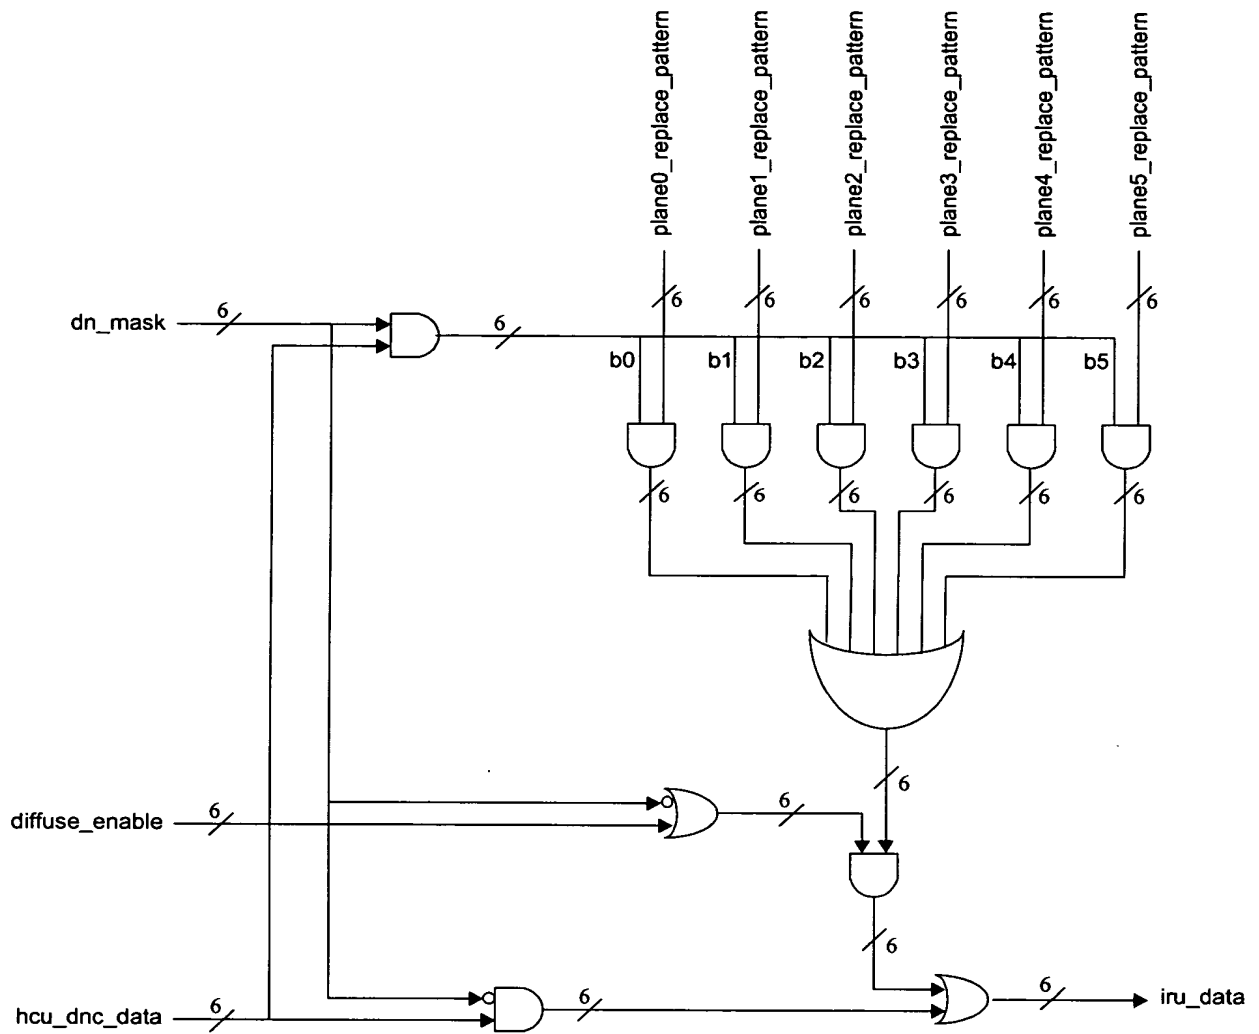 plane0_replace_pattern
plane1_replace_pattern
plane2_replace_pattern
plane3_replace_pattern
plane4_replace_pattern
plane5_replace_pattern
6 6 6 6 6 6
dn_mask 6 6
b0 b1 b2 b3 b4 b5
6 6 6 6 6 6
6
diffuse_enable 6 6
6
hcu_dnc_data 6 6 6 iru_data